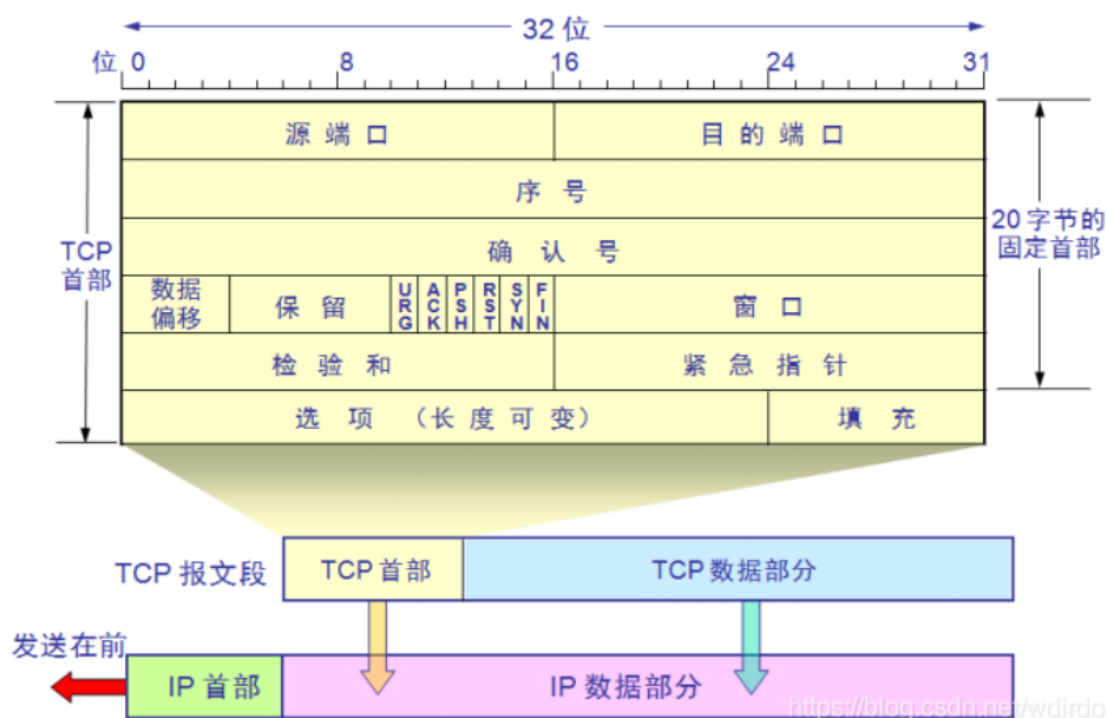 32 位
位 0 8 16 24 31
源 端 口 目 的 端 口
序 号
TCP
首部
20 字节的
固定首部
确 认 号
数据
偏移
保 留
URG
ACK
PSH
RST
SYN
FIN
窗 口
检 验 和 紧 急 指 针
选 项 （长 度 可 变） 填 充
TCP 报文段
TCP 首部
TCP 数据部分
发送在前
IP 首部
IP 数据部分
https://blog.csdn.net/wdirdo